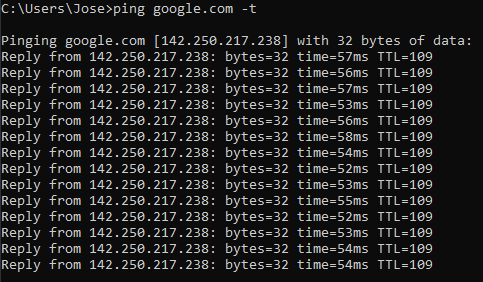 C:\Users\Jose>ping google.com -t
Pinging google.com [142.250.217.238] with 32 bytes of data:
Reply from 142.250.217.238: bytes=32 time=57ms TTL=109
Reply from 142.250.217.238: bytes=32 time=56ms TTL=109
Reply from 142.250.217.238: bytes=32 time=57ms TTL=109
Reply from 142.250.217.238: bytes=32 time=53ms TTL=109
Reply from 142.250.217.238: bytes=32 time=56ms TTL=109
Reply from 142.250.217.238: bytes=32 time=58ms TTL=109
Reply from 142.250.217.238: bytes=32 time=54ms TTL=109
Reply from 142.250.217.238: bytes=32 time=52ms TTL=109
Reply from 142.250.217.238: bytes=32 time=53ms TTL=109
Reply from 142.250.217.238: bytes=32 time=55ms TTL=109
Reply from 142.250.217.238: bytes=32 time=52ms TTL=109
Reply from 142.250.217.238: bytes=32 time=53ms TTL=109
Reply from 142.250.217.238: bytes=32 time=54ms TTL=109
Reply from 142.250.217.238: bytes=32 time=54ms TTL=109